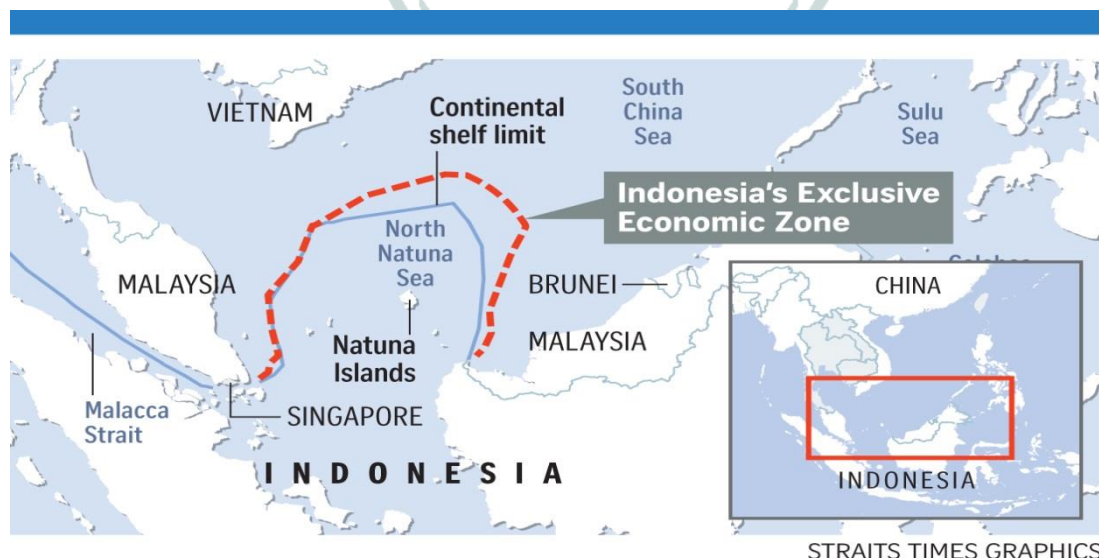 VIETNAM
Continental
shelf limit
South
China
Sea
Sulu
Sea
Indonesia's Exclusive
Economic Zone
North
Natuna
Sea
MALAYSIA
BRUNEI
MALAYSIA
Natuna
Islands
Malacca
Strait
SINGAPORE
INDONESIA
CHINA
INDONESIA
STRAITS TIMES GRAPHICS